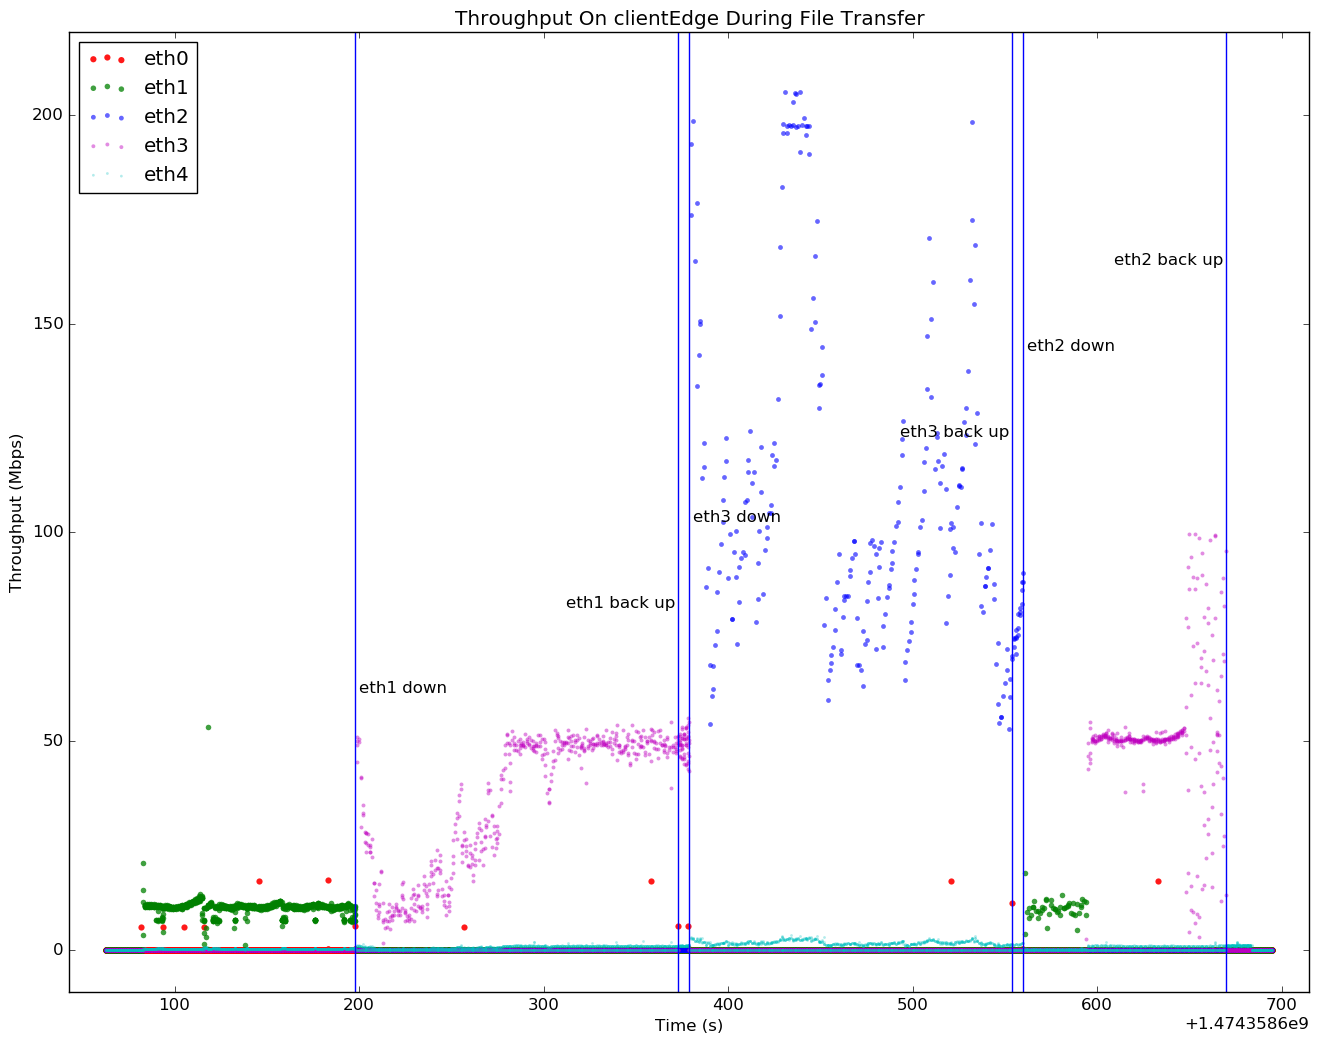 Throughput On clientEdge During File Transfer
eth0
eth1
eth2
eth3
eth4
200
150
100
50
0
Throughput (Mbps)
eth2 back up
eth2 down
eth3 back up
eth3 down
eth1 back up
eth1 down
100
200
300
400
500
600
700
Time (s)
+1.4743586e9